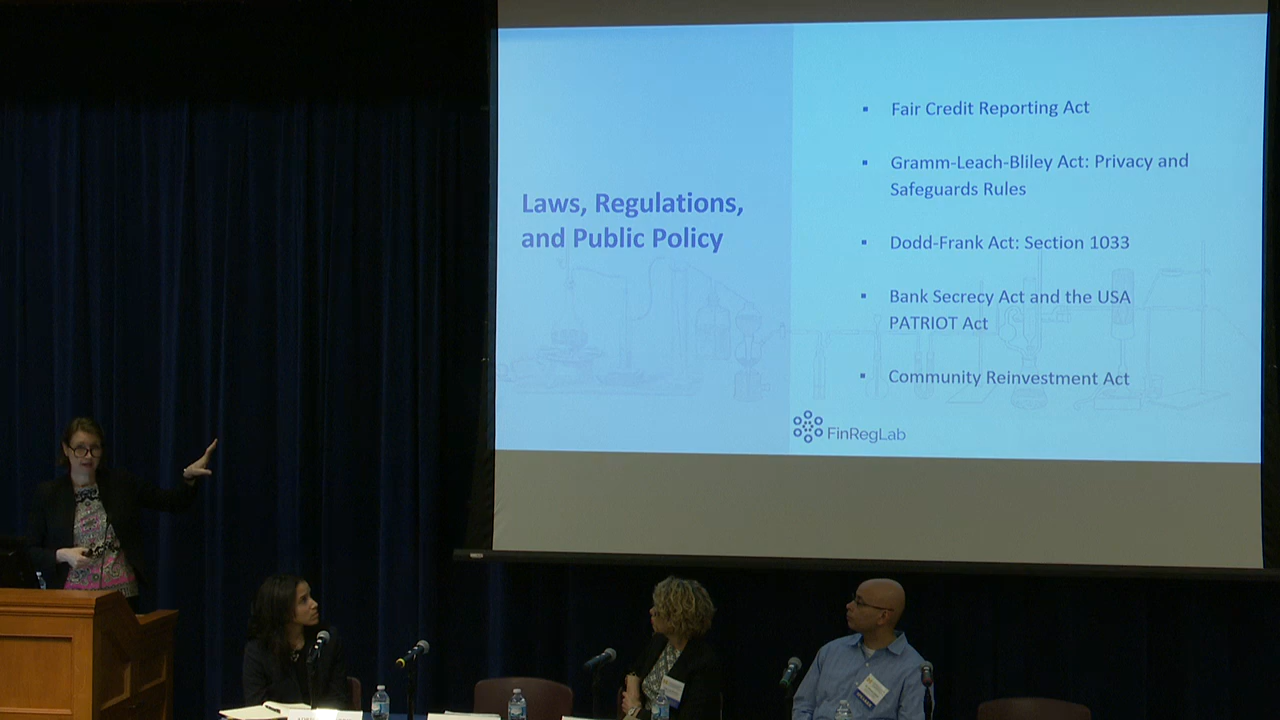 Laws, Regulations,
and Public Policy
▪ Fair Credit Reporting Act
▪ Gramm-Leach-Bliley Act: Privacy and
Safeguards Rules
▪ Dodd-Frank Act: Section 1033
▪ Bank Secrecy Act and the USA
PATRIOT Act
▪ Community Reinvestment Act
FinRegLab